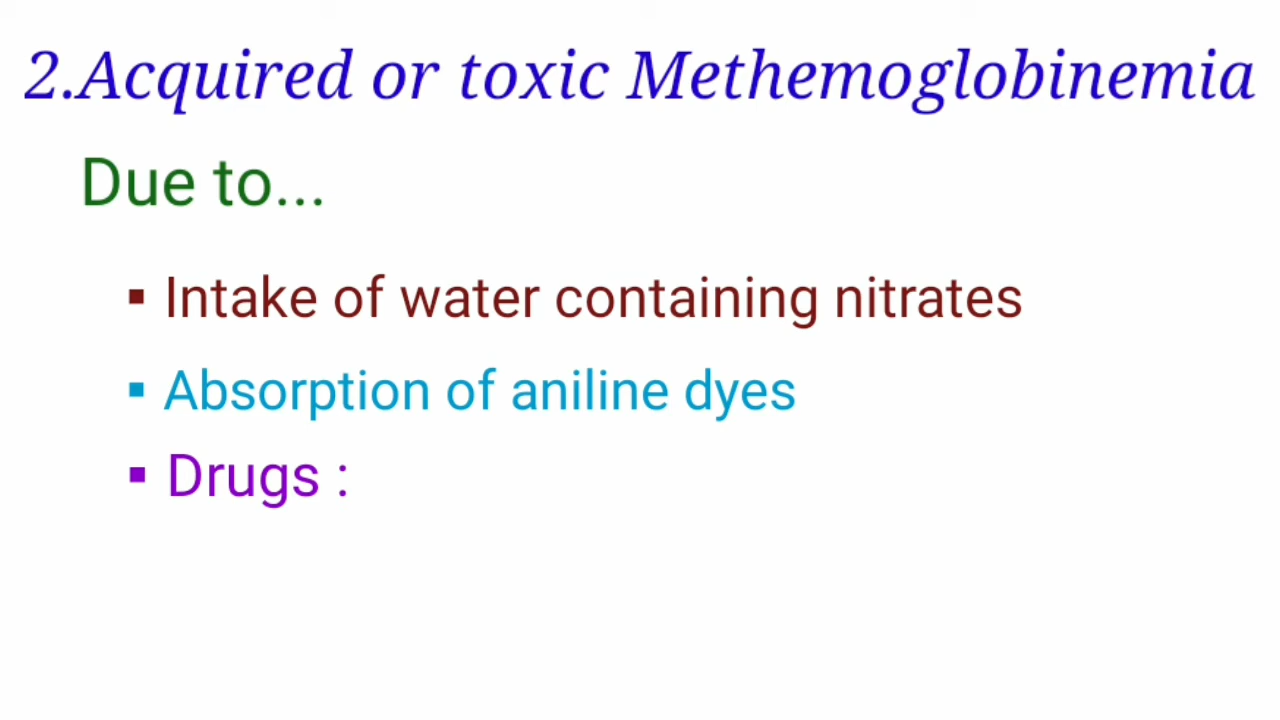 2.Acquired or toxic Methemoglobinemia
Due to...
▪ Intake of water containing nitrates
▪ Absorption of aniline dyes
▪ Drugs :